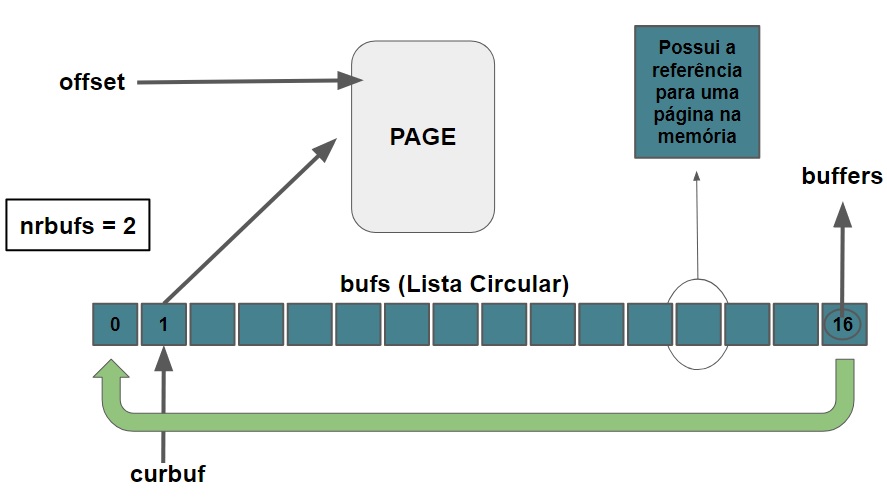 offset
PAGE
Possui a
referência
para uma
página na
memória
buffers
nrbufs = 2
bufs (Lista Circular)
0
1
16
curbuf